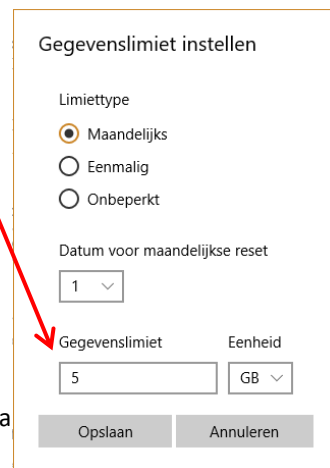 Gegevenslimiet instellen
Limiettype
Maandelijks
Eenmalig
Onbeperkt
Datum voor maandelijkse reset
1
Gegevenslimiet Eenheid
5 GB
a
Opslaan Annuleren